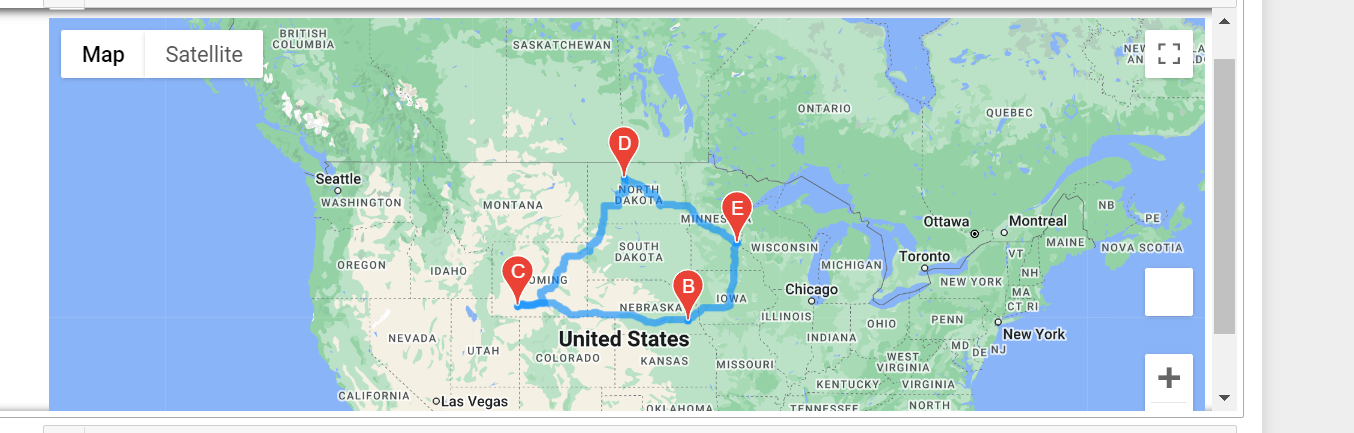 Map
Satellite
BRITISH
COLUMBIA
SASKATCHEWAN
ONTARIO
QUEBEC
D
Seattle
WASHINGTON
MONTANA
NORTH
DAKOTA
E
Ottawa
Montreal
NB
PE
MAINE
NOVA SCOTIA
WISCONSIN
SOUTH
DAKOTA
OREGON
IDAHO
C
B
MICHIGAN
Toronto
VT
NH
NEW YORK
MA
CT RI
NEBRASKA
IOWA
Chicago
ILLINOIS
United States
NEVADA
UTAH
COLORADO
KANSAS
MISSOURI
INDIANA
OHIO
PENN
New York
MD
DE
NJ
WEST
VIRGINIA
KENTUCKY
VIRGINIA
CALIFORNIA
Las Vegas
OKLAHOMA
TENNESSEE
NORTH